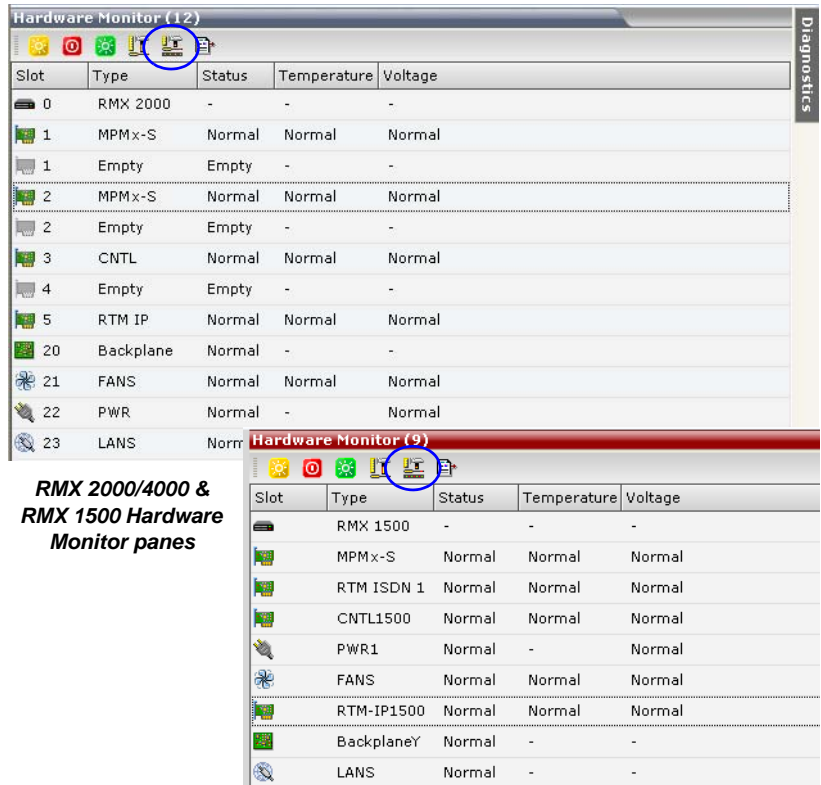 Hardware Monitor (12)
Diagnostics
Slot Type Status Temperature Voltage
0 RMX 2000 - - -
1 MPMx-S Normal Normal Normal
1 Empty Empty - -
2 MPMx-S Normal Normal Normal
2 Empty Empty - -
3 CNTL Normal Normal Normal
4 Empty Empty - -
5 RTM IP Normal Normal Normal
20 Backplane Normal - -
21 FANS Normal Normal Normal
22 PWR Normal - Normal
23 LANS Norm
RMX 2000/4000 &
RMX 1500 Hardware
Monitor panes
Hardware Monitor (9)
Slot Type Status Temperature Voltage
RMX 1500 - - -
MPMx-S Normal Normal Normal
RTM ISDN 1 Normal Normal Normal
CNTL1500 Normal Normal Normal
PWR1 Normal - Normal
FANS Normal Normal Normal
RTM-IP1500 Normal Normal Normal
BackplaneY Normal - -
LANS Normal - -